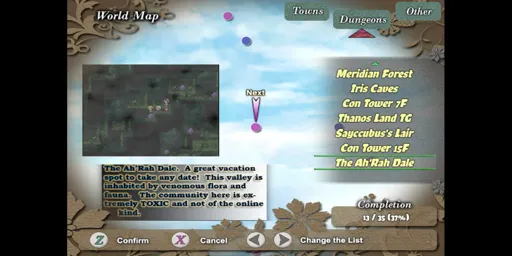 World Map
Towns
Dungeons
Other
Meridian Forest
Iris Caves
Con Tower 7F
Thanos Land TG
Sayccubus's Lair
Con Tower 15F
The Ah'Rah Dale
Next
The Ah'Rah Dale. A great vacation
spot to take any date! This valley is
inhabited by venomous flora and
fauna. The community here is ex-
tremely TOXIC and not of the online
kind.
Completion
13 / 35 (37%)
Z Confirm
X Cancel
Change the List